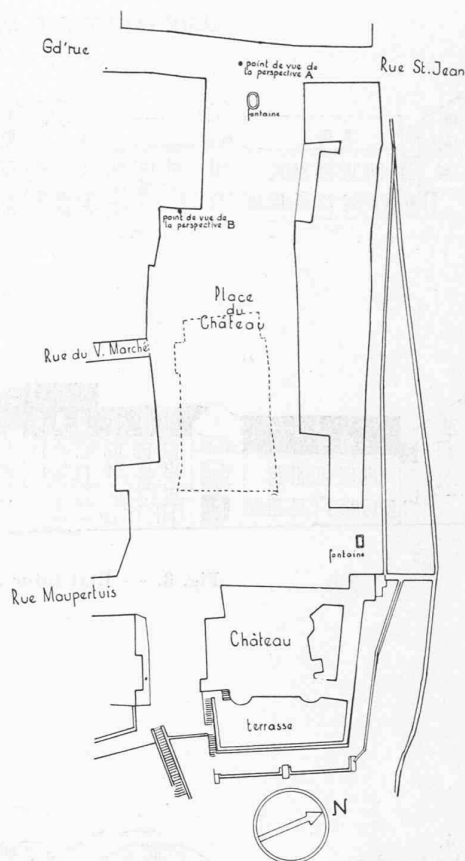 Gd'rue
point de vue de
la perspective A
Rue St.Jean
fontaine
point de vue de
la perspective B
Place
du
Château
Rue du V. Marché
fontaine
Rue Maupertuis
Château
terrasse
N